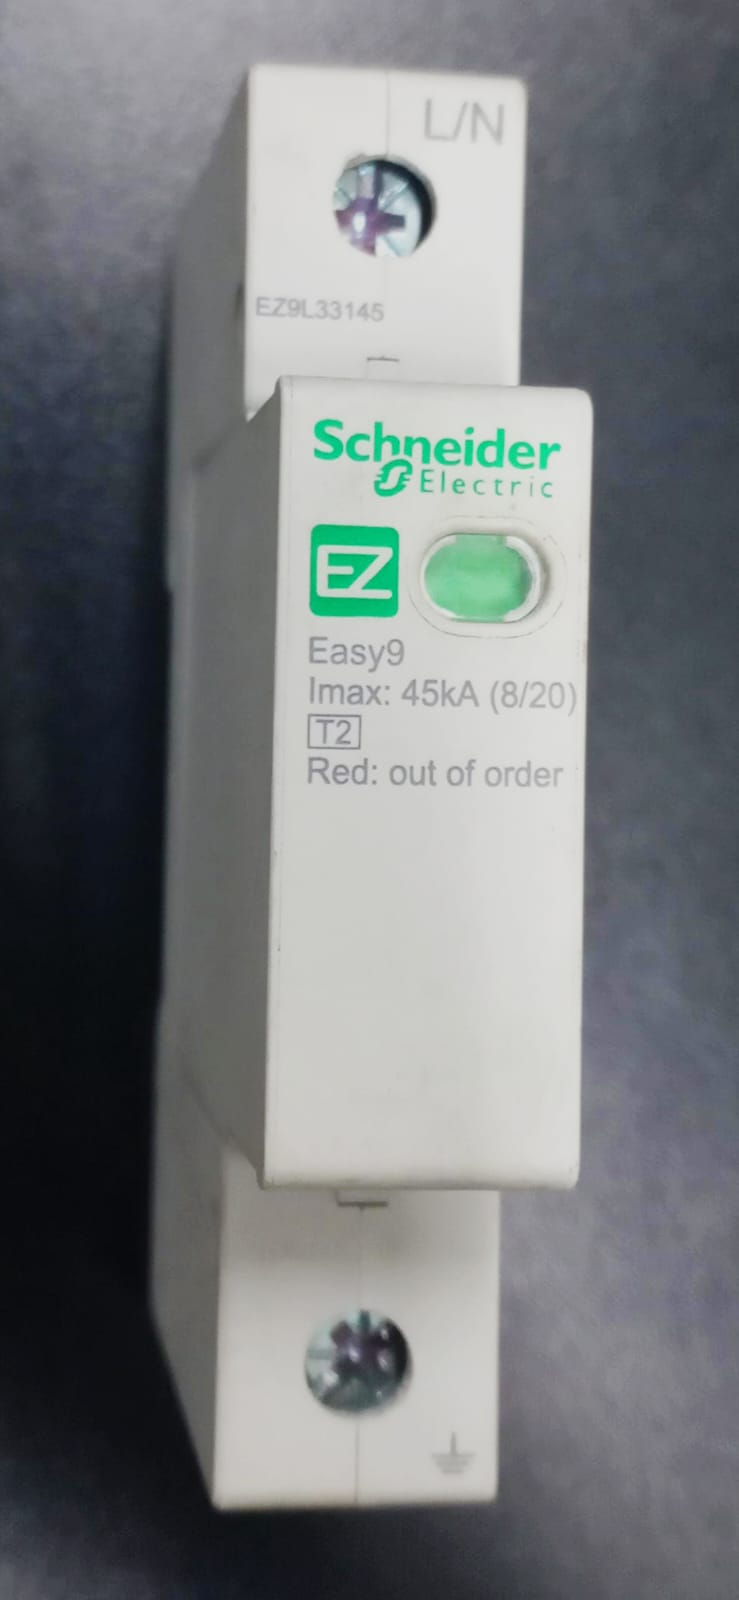 L/N
EZ9L33145
Schneider
Electric
EZ
Easy9
Imax: 45kA (8/20)
T2
Red: out of order